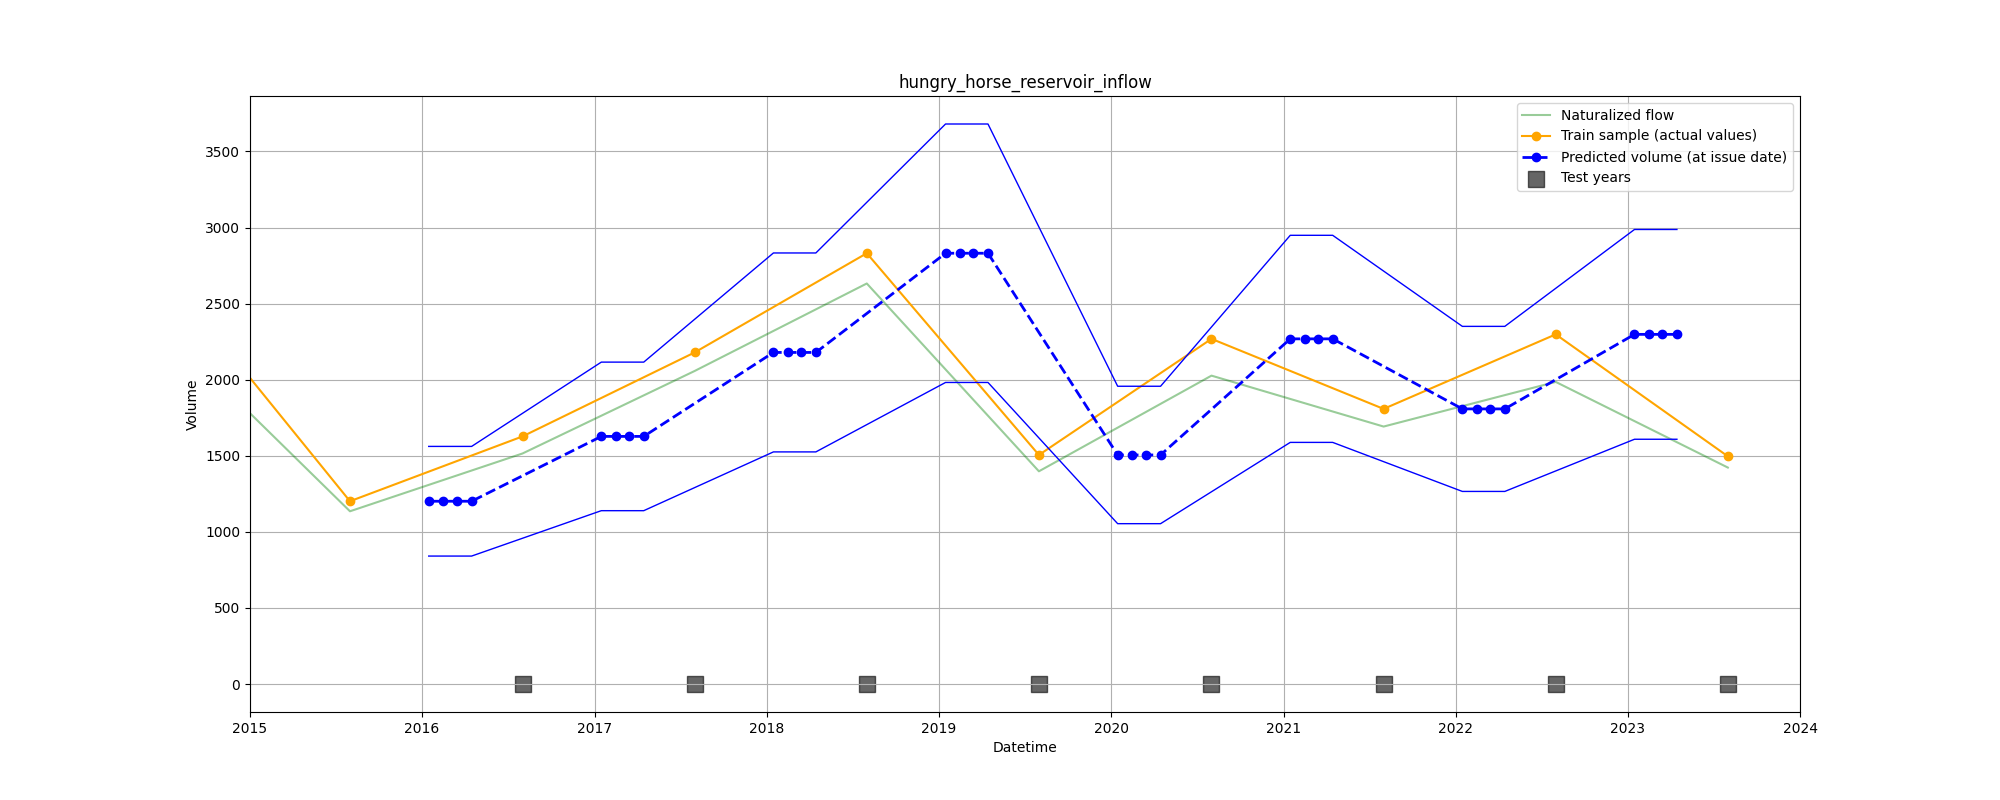 hungry_horse_reservoir_inflow
Naturalized flow
Train sample (actual values)
Predicted volume (at issue date)
Test years
Volume
3500
3000
2500
2000
1500
1000
500
0
2015 2016 2017 2018 2019 2020 2021 2022 2023 2024
Datetime